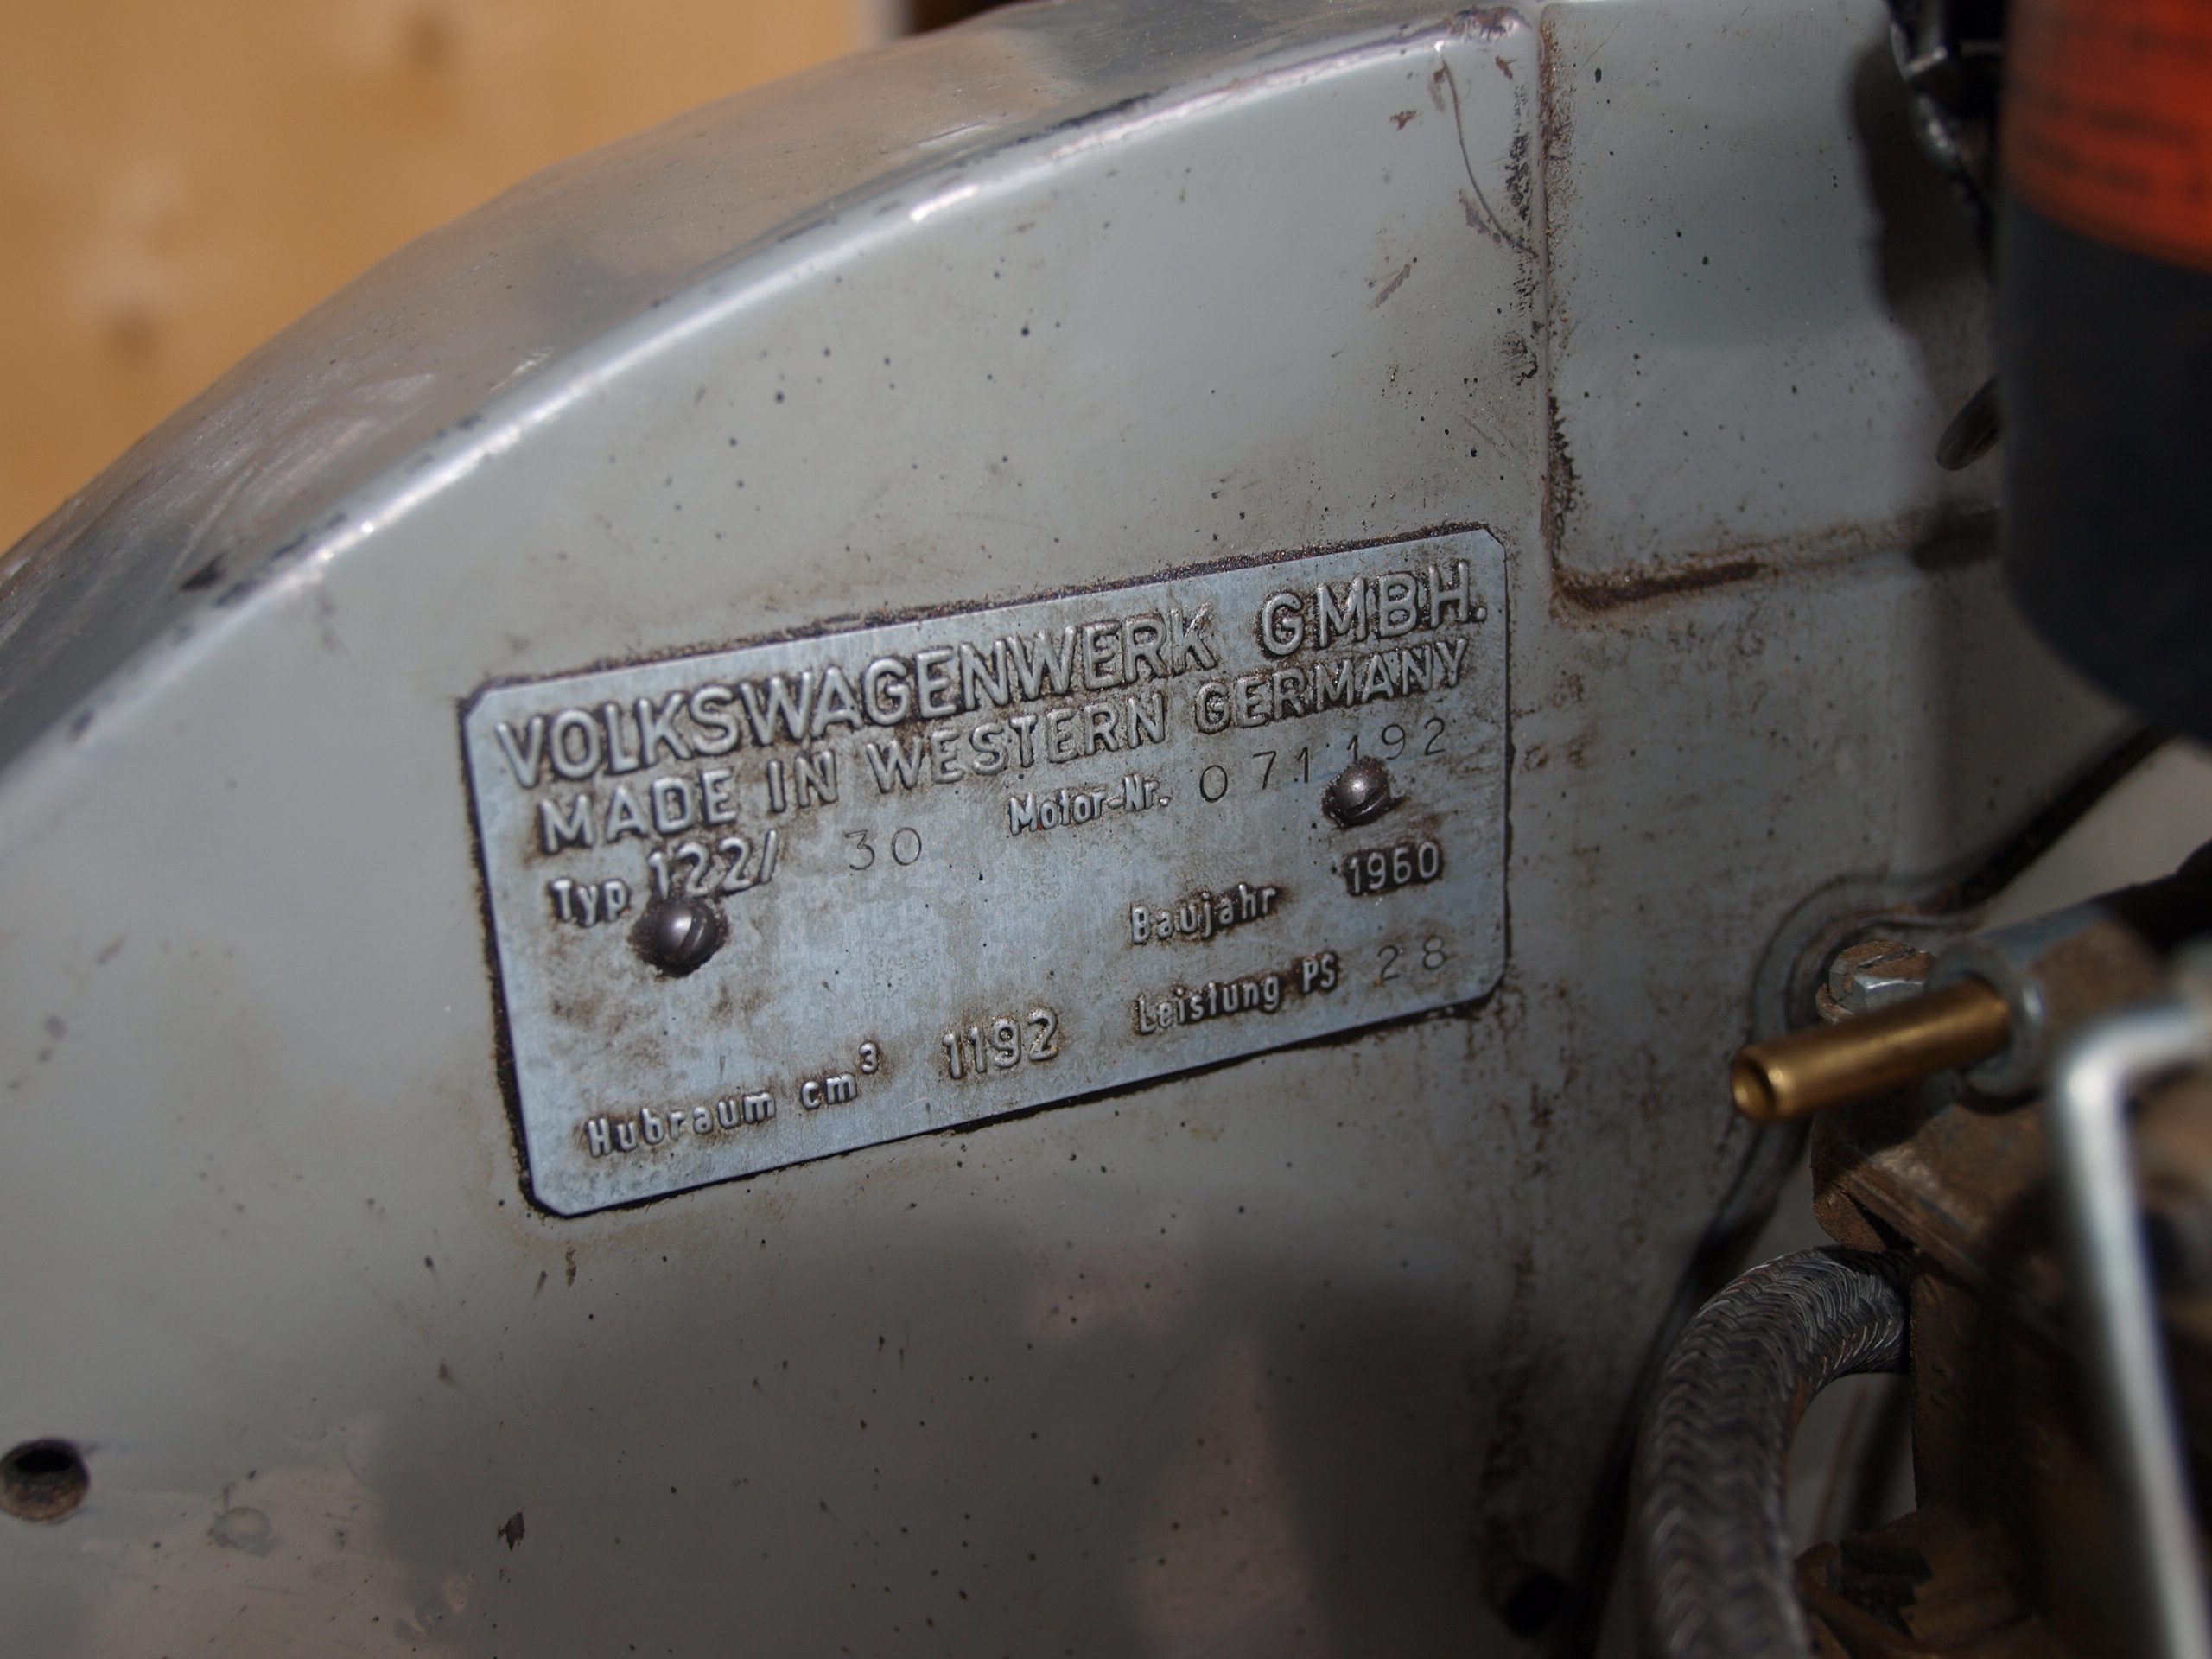 VOLKSWAGENWERK GMBH.
MADE IN WESTERN GERMANY
Typ 122/ 30 Motor-Nr. 071192
Baujahr 1960
Hubraum cm³ 1192 Leistung PS 28